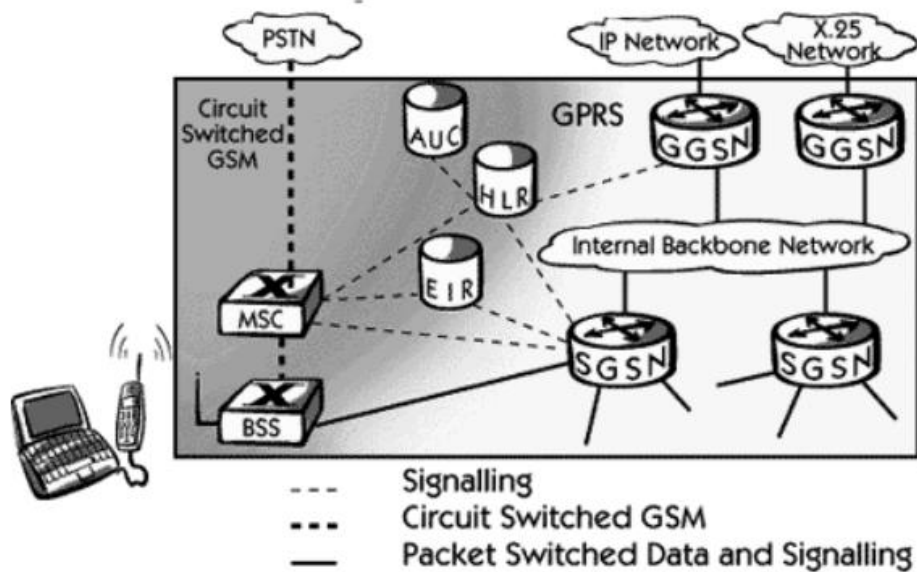 PSTN
IP Network
X.25
Network
Circuit
Switched
GSM
AUC
GPRS
GGSN
GGSN
HLR
Internal Backbone Network
EIR
MSC
SGSN
SGSN
BSS
Signalling
Circuit Switched GSM
Packet Switched Data and Signalling